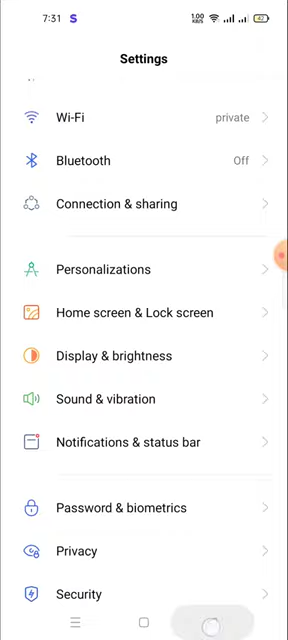 7:31 S 1.00 KB/S 42
Settings
Wi-Fi private
Bluetooth Off
Connection & sharing
Personalizations
Home screen & Lock screen
Display & brightness
Sound & vibration
Notifications & status bar
Password & biometrics
Privacy
Security